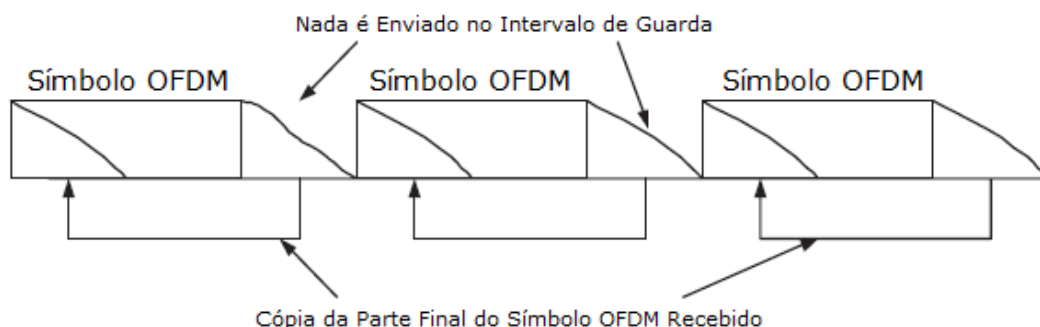 Nada é Enviado no Intervalo de Guarda
Símbolo OFDM Símbolo OFDM Símbolo OFDM
Cópia da Parte Final do Símbolo OFDM Recebido